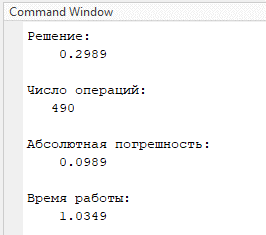 Command Window
Решение:
0.2989
Число операций:
490
Абсолютная погрешность:
0.0989
Время работы:
1.0349